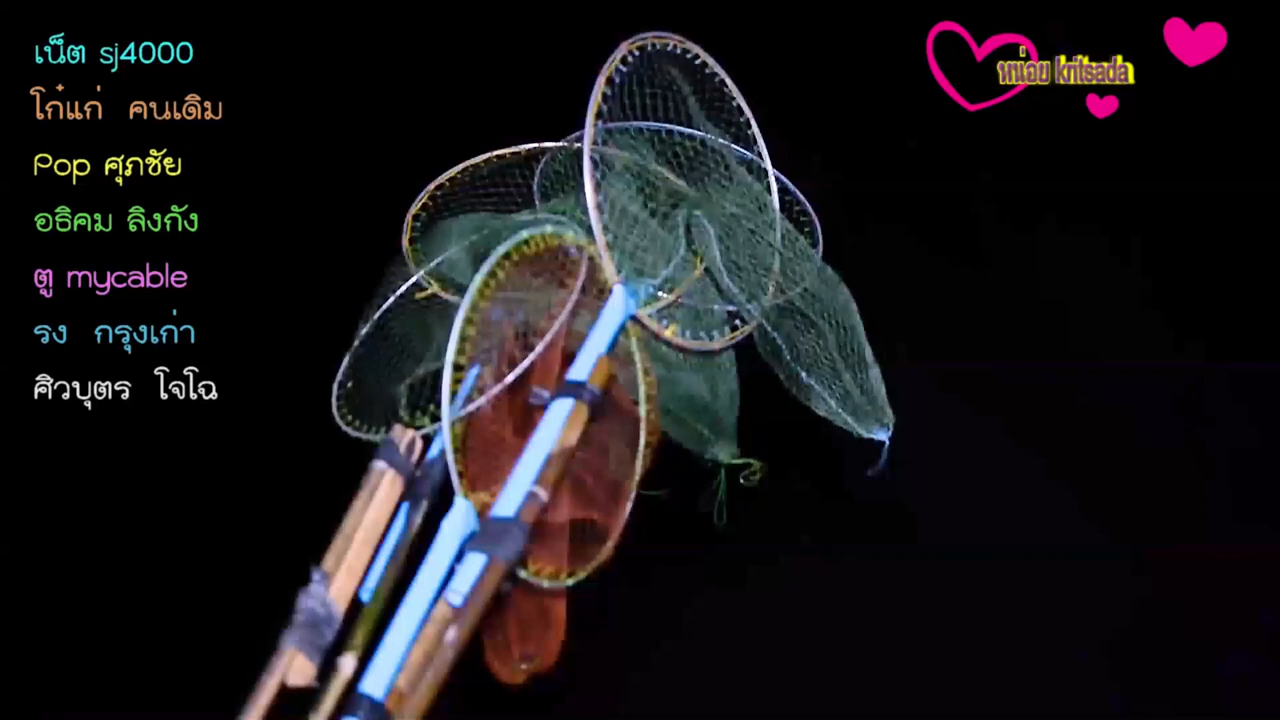 เน็ต sj4000
โก๋แก่ คนเดิม
Pop ศุภชัย
อธิคม ลิงกัง
ตู mycable
รง กรุงเก่า
ศิวบุตร โจโฉ
หน่อย kritsada